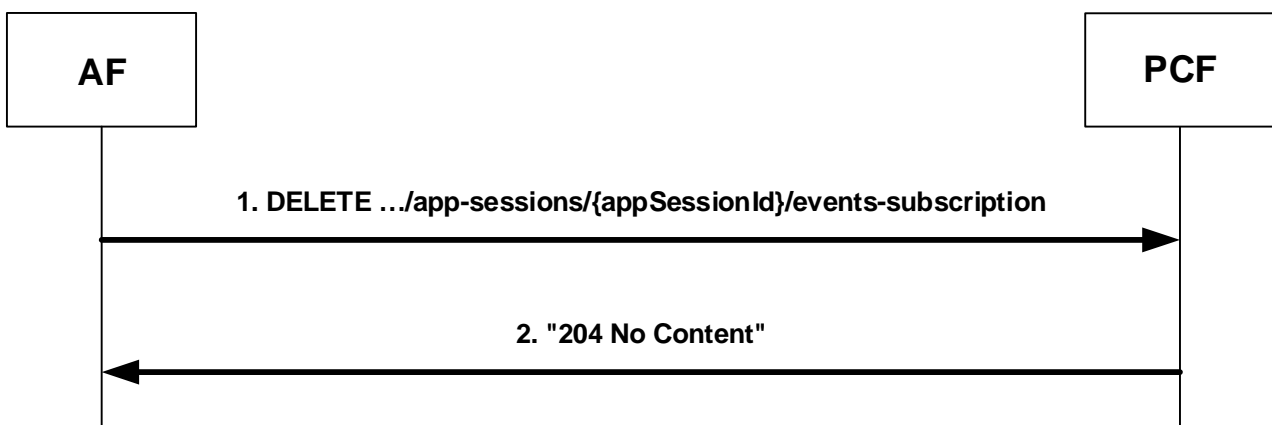 AF
PCF
1. DELETE …/app-sessions/{appSessionId}/events-subscription
2. "204 No Content"